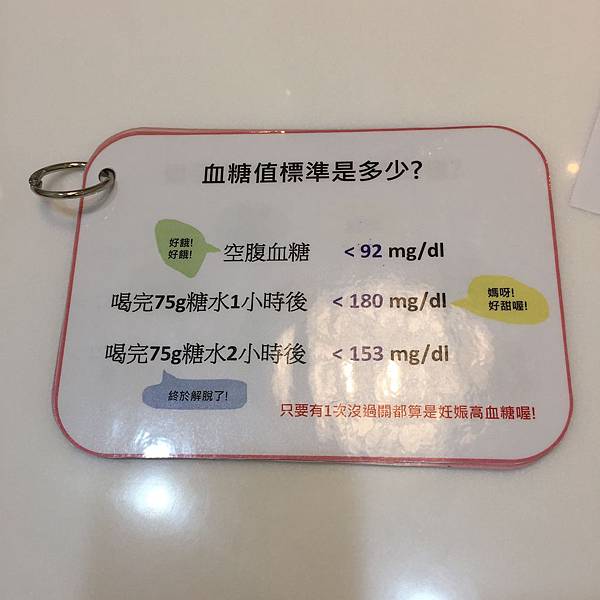 血糖值標準是多少?
好餓!
好餓!
空腹血糖 < 92 mg/dl
喝完75g糖水1小時後 < 180 mg/dl
媽呀!
好甜喔!
喝完75g糖水2小時後 < 153 mg/dl
終於解脫了!
只要有1次沒過關都算是妊娠高血糖喔!